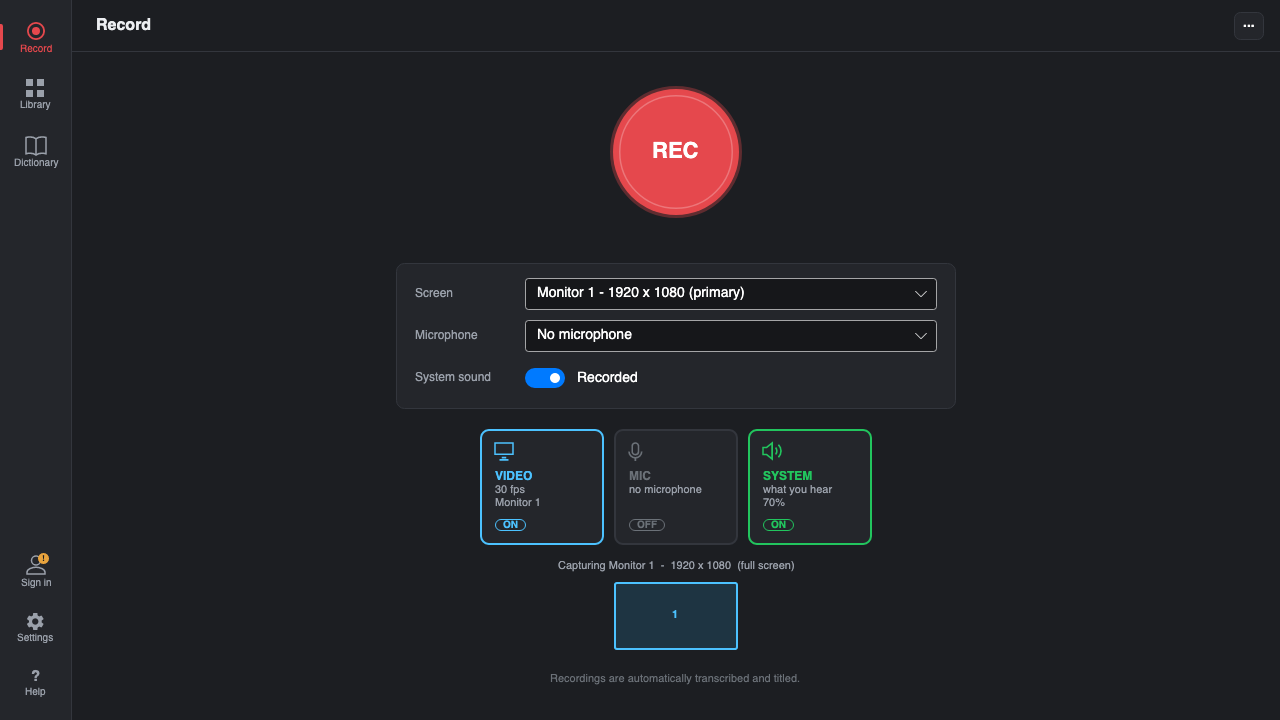 Record
...
Record
Library
Dictionary
REC
Screen
Monitor 1 - 1920 x 1080 (primary)
Microphone
No microphone
System sound
Recorded
VIDEO
30 fps
Monitor 1
ON
MIC
no microphone
OFF
SYSTEM
what you hear
70%
ON
Capturing Monitor 1 - 1920 x 1080 (full screen)
1
Recordings are automatically transcribed and titled.
!
Sign in
Settings
?
Help